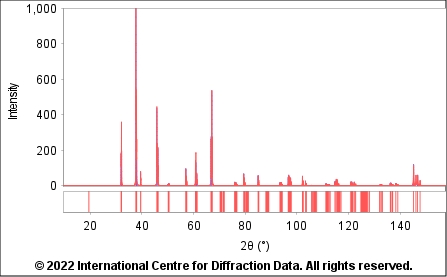 1,000
800
600
400
200
0
Intensity
20 40 60 80 100 120 140
2θ (°)
© 2022 International Centre for Diffraction Data. All rights reserved.